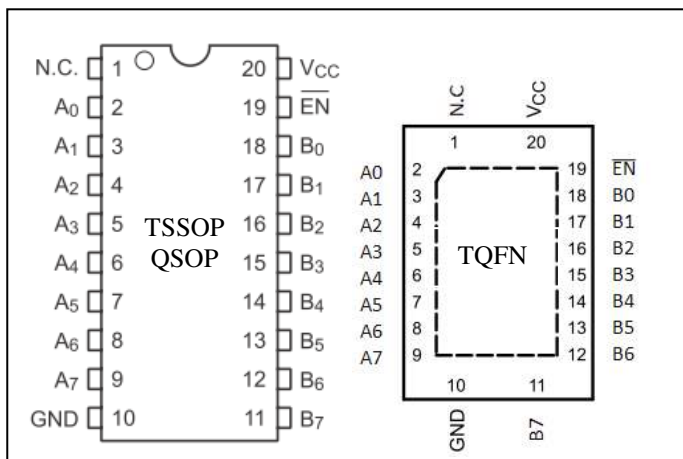 N.C. 1 20 VCC
A0 2 19 EN
A1 3 18 B0
A2 4 17 B1
A3 5 16 B2
A4 6 15 B3
A5 7 14 B4
A6 8 13 B5
A7 9 12 B6
GND 10 11 B7
TSSOP
QSOP
N.C VCC
1 20
A0 2 19 EN
A1 3 18 B0
A2 4 17 B1
A3 5 16 B2
A4 6 15 B3
A5 7 14 B4
A6 8 13 B5
A7 9 12 B6
TQFN
10 11
GND B7